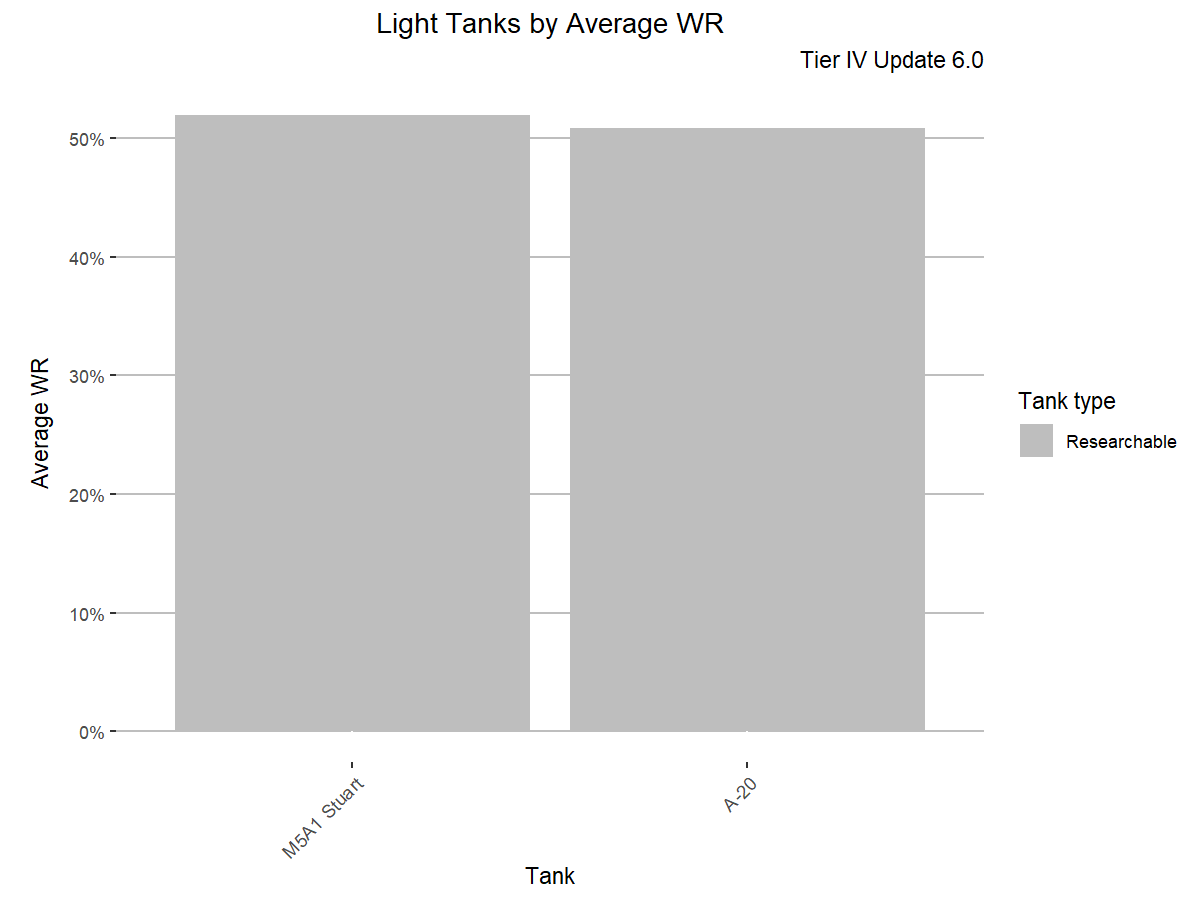 Light Tanks by Average WR
Tier IV Update 6.0
Average WR
50%
40%
30%
20%
10%
0%
M5A1 Stuart
A-20
Tank
Tank type
Researchable